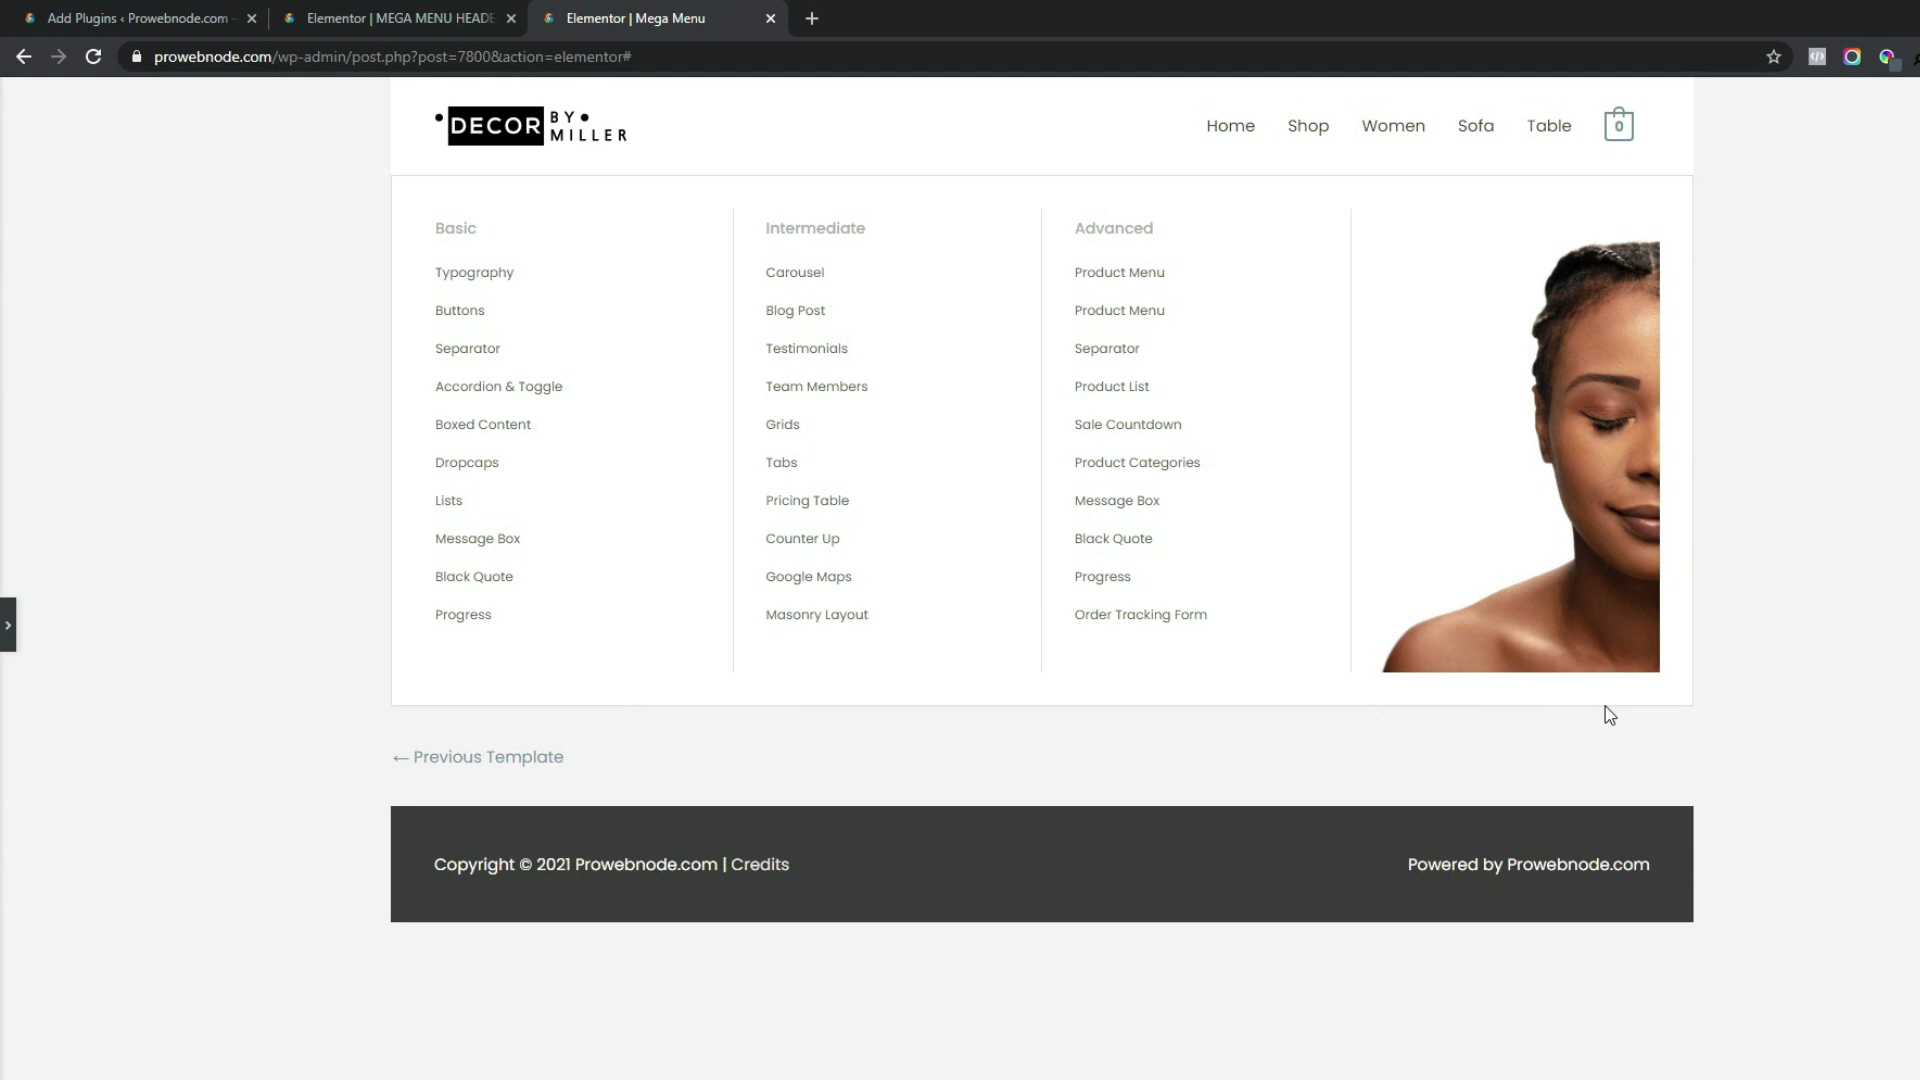 Add Plugins ‹ Prowebnode.com –
Elementor | MEGA MENU HEADE
Elementor | Mega Menu
prowebnode.com/wp-admin/post.php?post=7800&action=elementor#
DECOR BY MILLER
Home Shop Women Sofa Table 0
Basic
Typography
Buttons
Separator
Accordion & Toggle
Boxed Content
Dropcaps
Lists
Message Box
Black Quote
Progress
Intermediate
Carousel
Blog Post
Testimonials
Team Members
Grids
Tabs
Pricing Table
Counter Up
Google Maps
Masonry Layout
Advanced
Product Menu
Product Menu
Separator
Product List
Sale Countdown
Product Categories
Message Box
Black Quote
Progress
Order Tracking Form
← Previous Template
Copyright © 2021 Prowebnode.com | Credits
Powered by Prowebnode.com